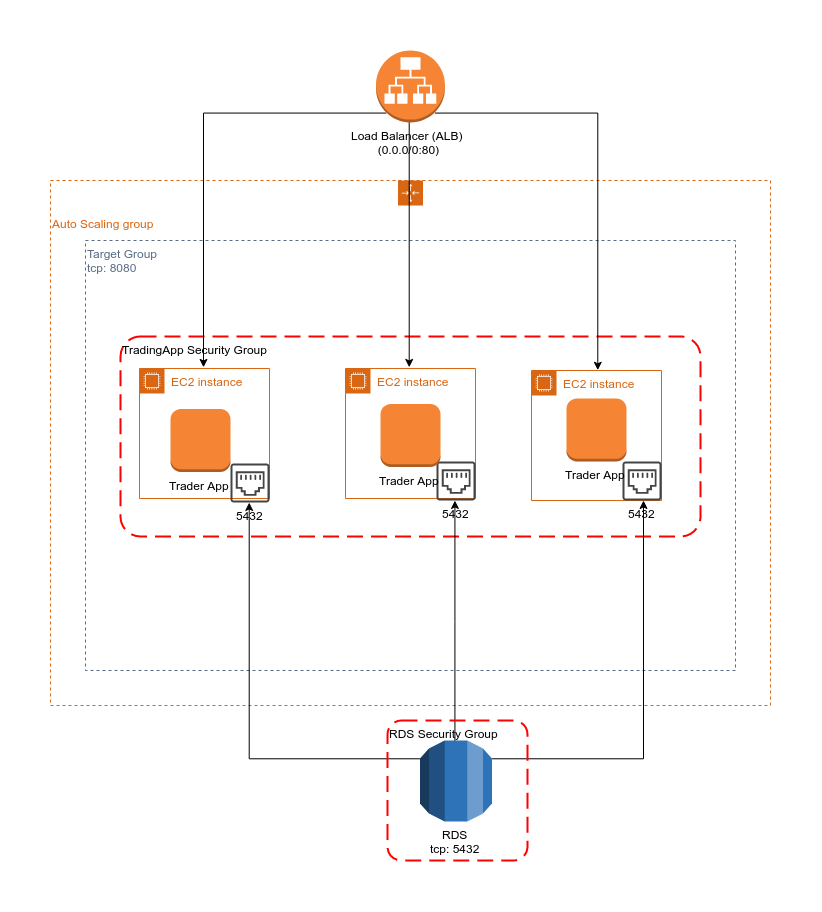 Load Balancer (ALB)
(0.0.0/0:80)
Auto Scaling group
Target Group
tcp: 8080
TradingApp Security Group
EC2 instance
EC2 instance
EC2 instance
Trader App
Trader App
Trader App
5432
5432
5432
RDS Security Group
RDS
tcp: 5432